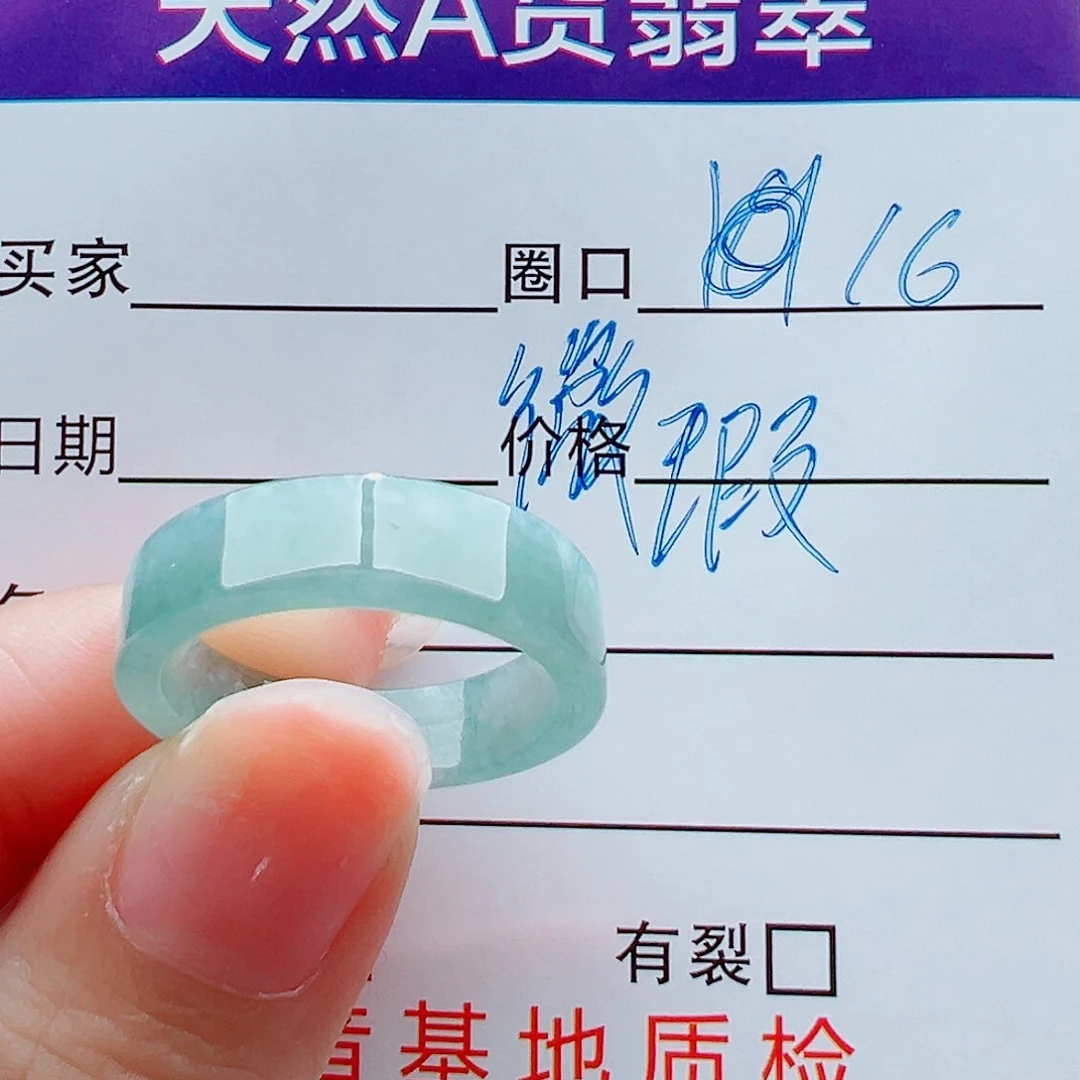 天然A货翡翠
买家 圈口 16
日期 价格
微瑕
有裂
基地质检